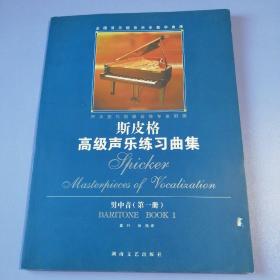 斯皮格
高级声乐练习曲集
Spicker
Masterpieces of Vocalization
男中音(第一册)
BARITONE BOOK 1
湖南文艺出版社